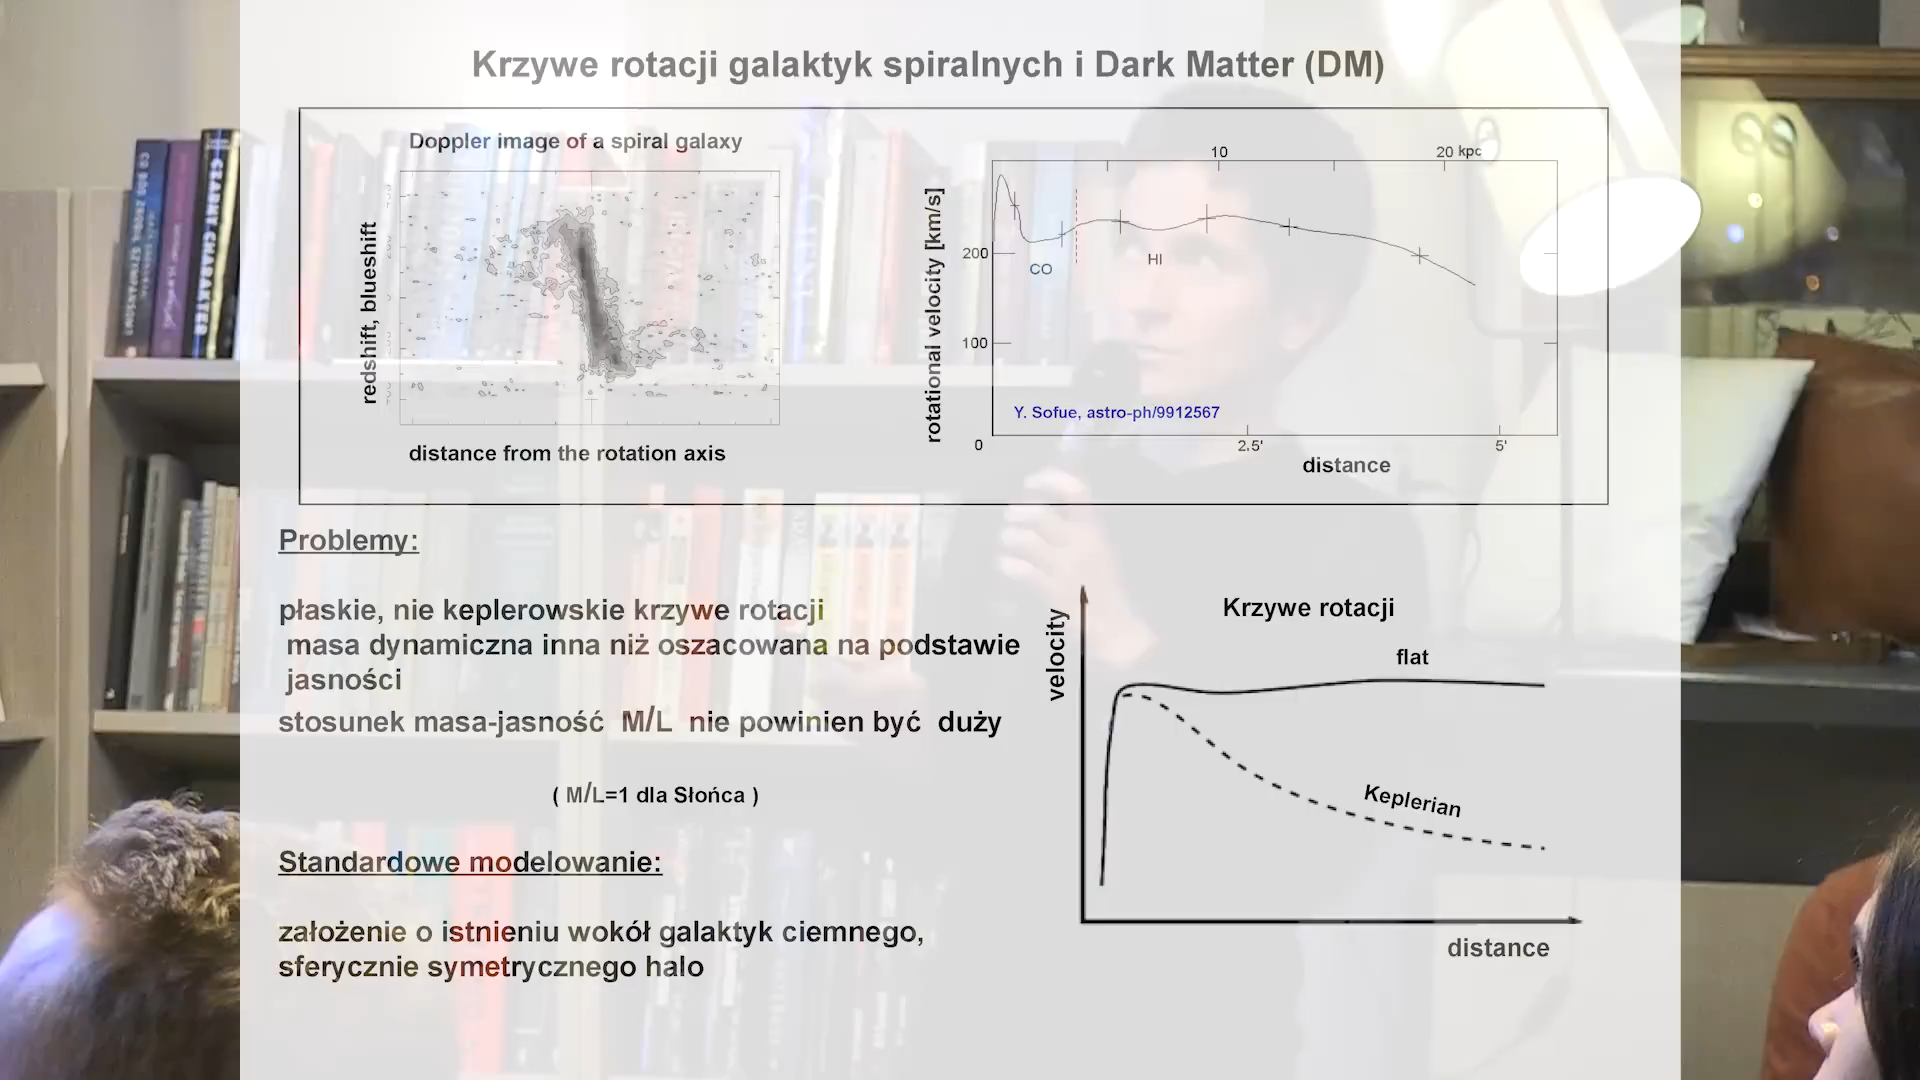 Krzywe rotacji galaktyk spiralnych i Dark Matter (DM)
Doppler image of a spiral galaxy
redshift, blueshift
distance from the rotation axis
10
20 kpc
rotational velocity [km/s]
200
100
0
CO
HI
Y. Sofue, astro-ph/9912567
2.5'
5'
distance
Problemy:
płaskie, nie keplerowskie krzywe rotacji
masa dynamiczna inna niż oszacowana na podstawie
jasności
stosunek masa-jasność M/L nie powinien być duży
( M/L=1 dla Słońca )
Standardowe modelowanie:
założenie o istnieniu wokół galaktyk ciemnego,
sferycznie symetrycznego halo
Krzywe rotacji
velocity
flat
Keplerian
distance
CZARNY CHARAKTER